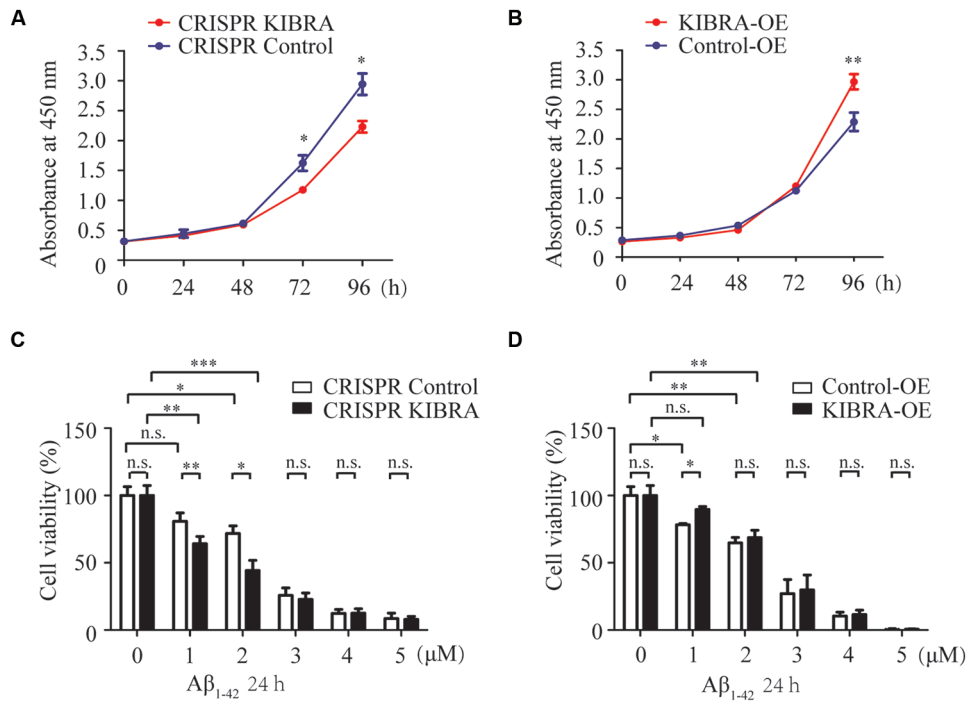 A
CRISPR KIBRA
CRISPR Control
Absorbance at 450 nm
3.5
3.0
2.5
2.0
1.5
1.0
0.5
0
*
*
0 24 48 72 96 (h)
B
KIBRA-OE
Control-OE
Absorbance at 450 nm
3.5
3.0
2.5
2.0
1.5
1.0
0.5
0
**
0 24 48 72 96 (h)
C
***
*
**
n.s.
CRISPR Control
CRISPR KIBRA
Cell viability (%)
150
100
50
0
n.s. ** * n.s. n.s. n.s.
0 1 2 3 4 5 (μM)
Aβ1-42 24 h
D
**
**
n.s.
*
Control-OE
KIBRA-OE
Cell viability (%)
150
100
50
0
n.s. * n.s. n.s. n.s. n.s.
0 1 2 3 4 5 (μM)
Aβ1-42 24 h